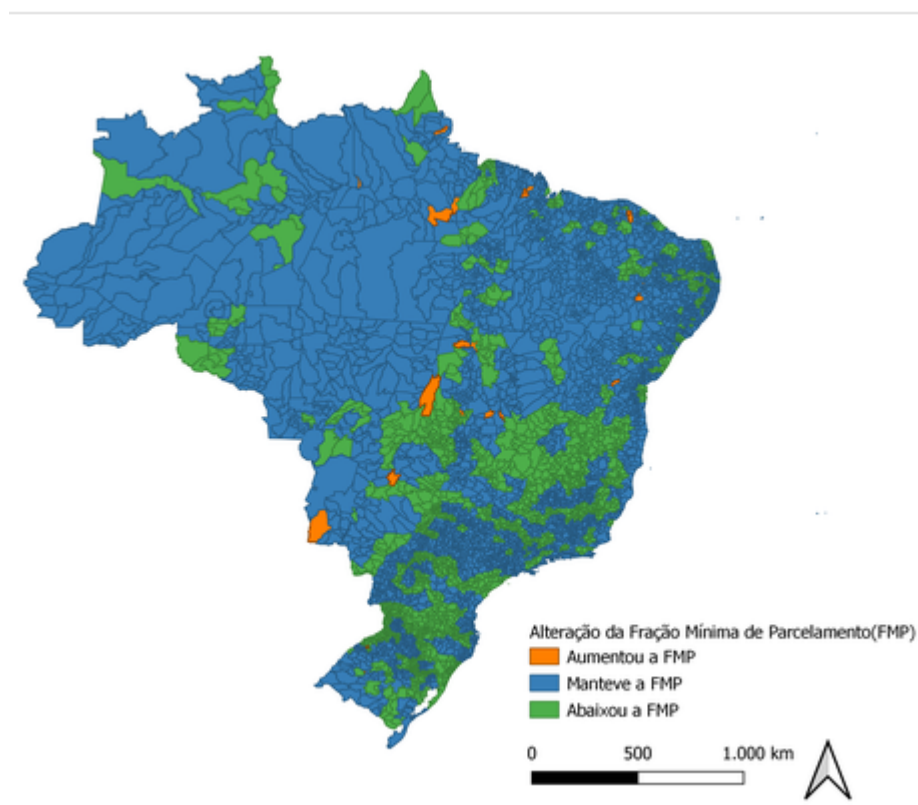 Alteração da Fração Mínima de Parcelamento(FMP)
Aumentou a FMP
Manteve a FMP
Abaixou a FMP
0 500 1.000 km